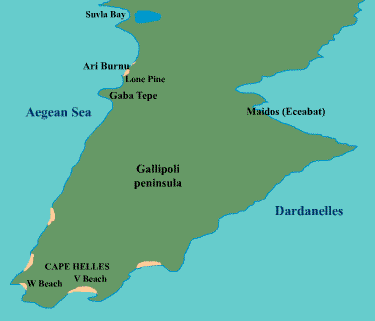 Suvla Bay
Ari Burnu
Lone Pine
Gaba Tepe
Aegean Sea
Maidos (Eceabat)
Gallipoli
peninsula
Dardanelles
CAPE HELLES
V Beach
W Beach